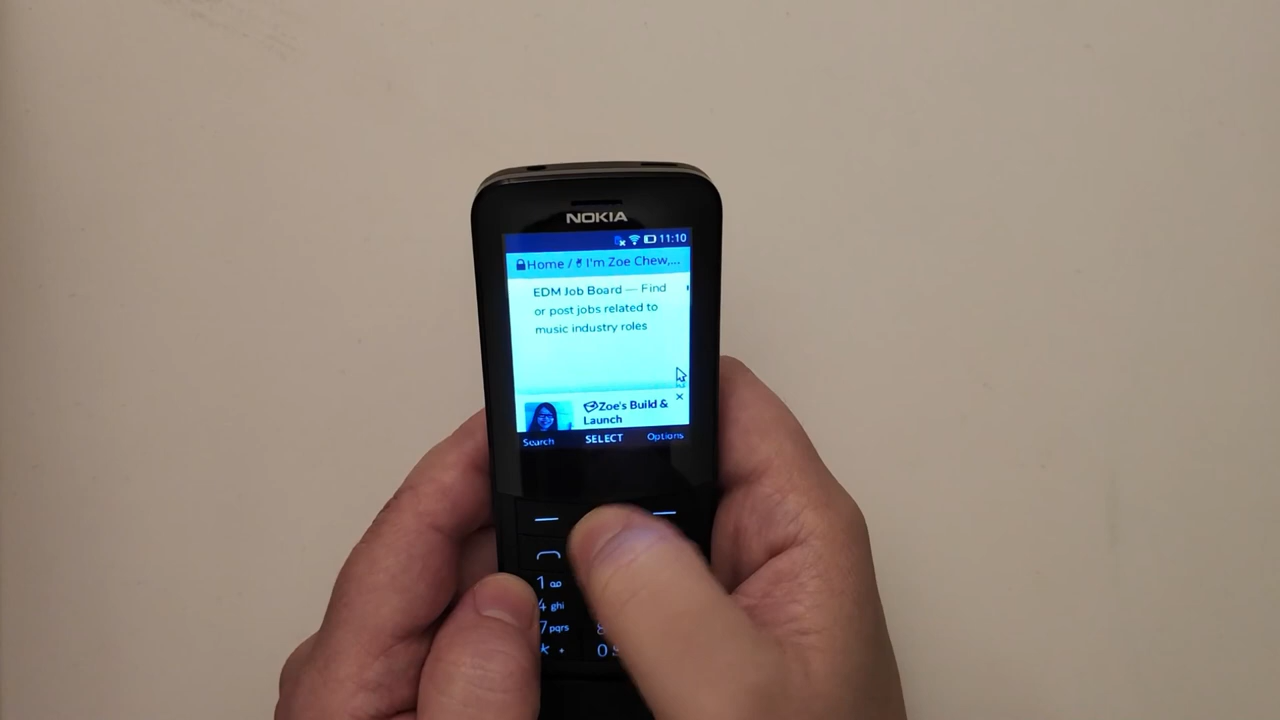 NOKIA
11:10
Home / I'm Zoe Chew,...
EDM Job Board — Find
or post jobs related to
music industry roles
Zoe's Build &
Launch
Search SELECT Options
1
4 ghi
7 pqrs
* +
0